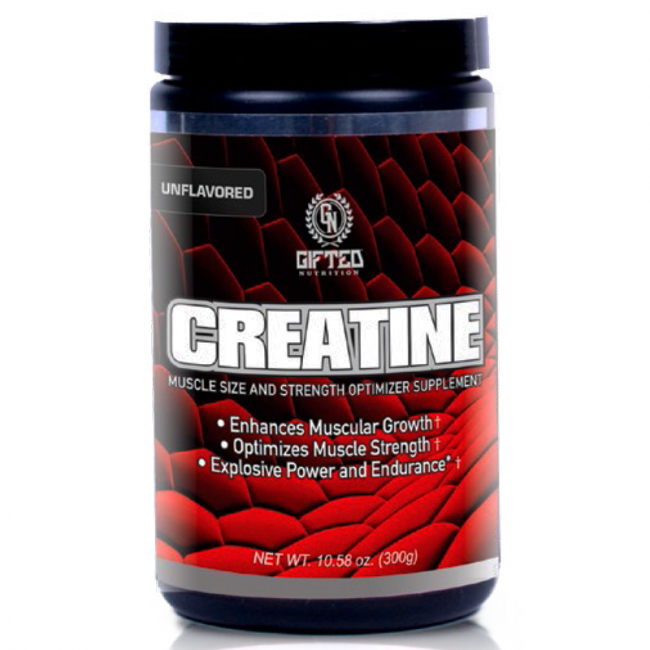 UNFLAVORED
GN
GIFTED
NUTRITION
CREATINE
MUSCLE SIZE AND STRENGTH OPTIMIZER SUPPLEMENT
• Enhances Muscular Growth†
• Optimizes Muscle Strength †
• Explosive Power and Endurance* †
NET WT. 10.58 oz. (300g)